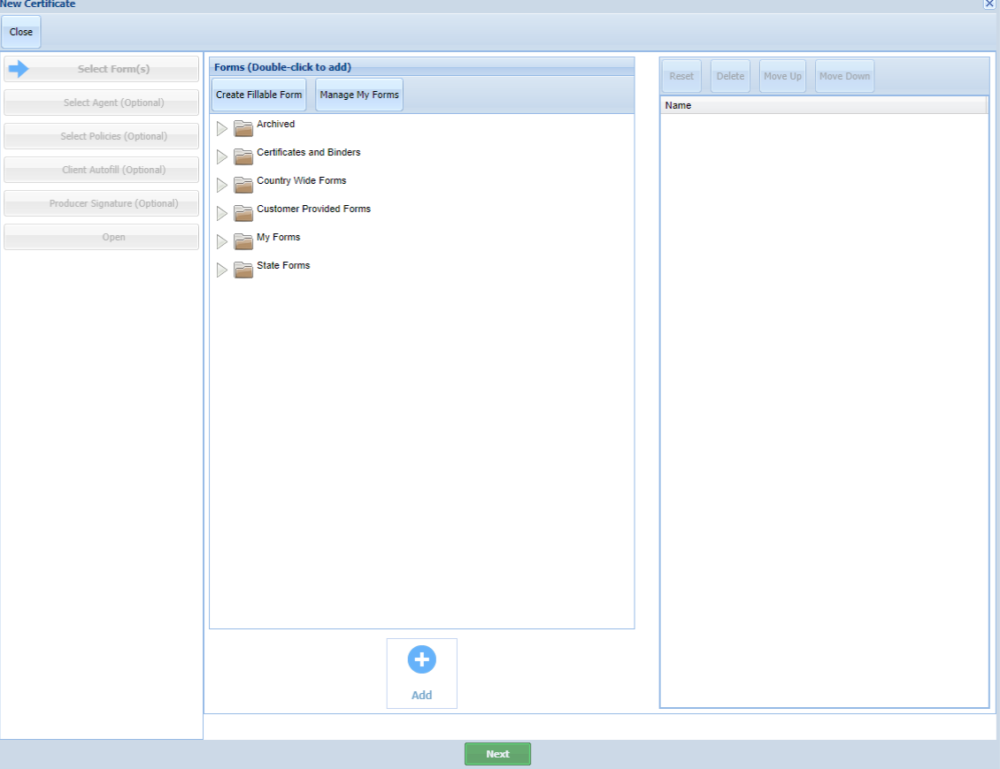 New Certificate
Close
Select Form(s)
Select Agent (Optional)
Select Policies (Optional)
Client Autofill (Optional)
Producer Signature (Optional)
Open
Forms (Double-click to add)
Create Fillable Form
Manage My Forms
Archived
Certificates and Binders
Country Wide Forms
Customer Provided Forms
My Forms
State Forms
Add
Reset
Delete
Move Up
Move Down
Name
Next